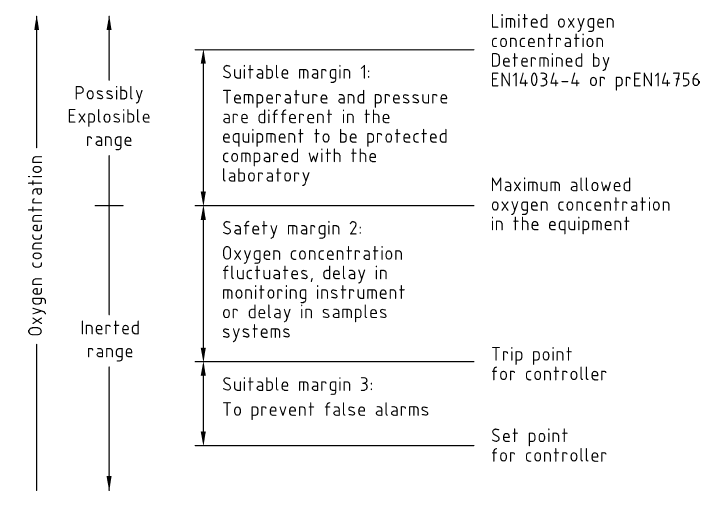 Limited oxygen
concentration
Determined by
EN14034-4 or prEN14756
Suitable margin 1:
Temperature and pressure
are different in the
equipment to be protected
compared with the
laboratory
Possibly
Explosible
range
Maximum allowed
oxygen concentration
in the equipment
Safety margin 2:
Oxygen concentration
fluctuates, delay in
monitoring instrument
or delay in samples
systems
Oxygen concentration
Inerted
range
Trip point
for controller
Suitable margin 3:
To prevent false alarms
Set point
for controller